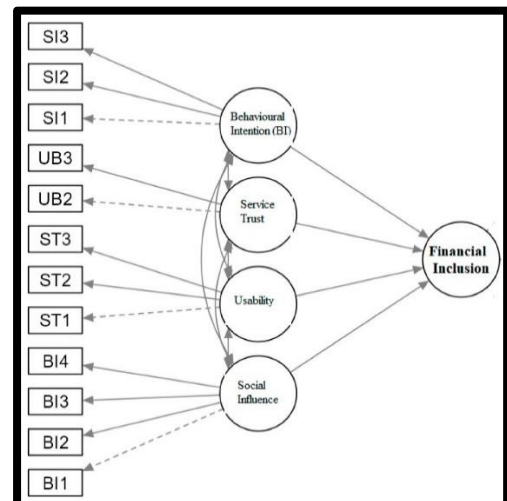 SI3
SI2
SI1
UB3
UB2
ST3
ST2
ST1
BI4
BI3
BI2
BI1
Behavioural
Intention (BI)
Service
Trust
Usability
Social
Influence
Financial
Inclusion